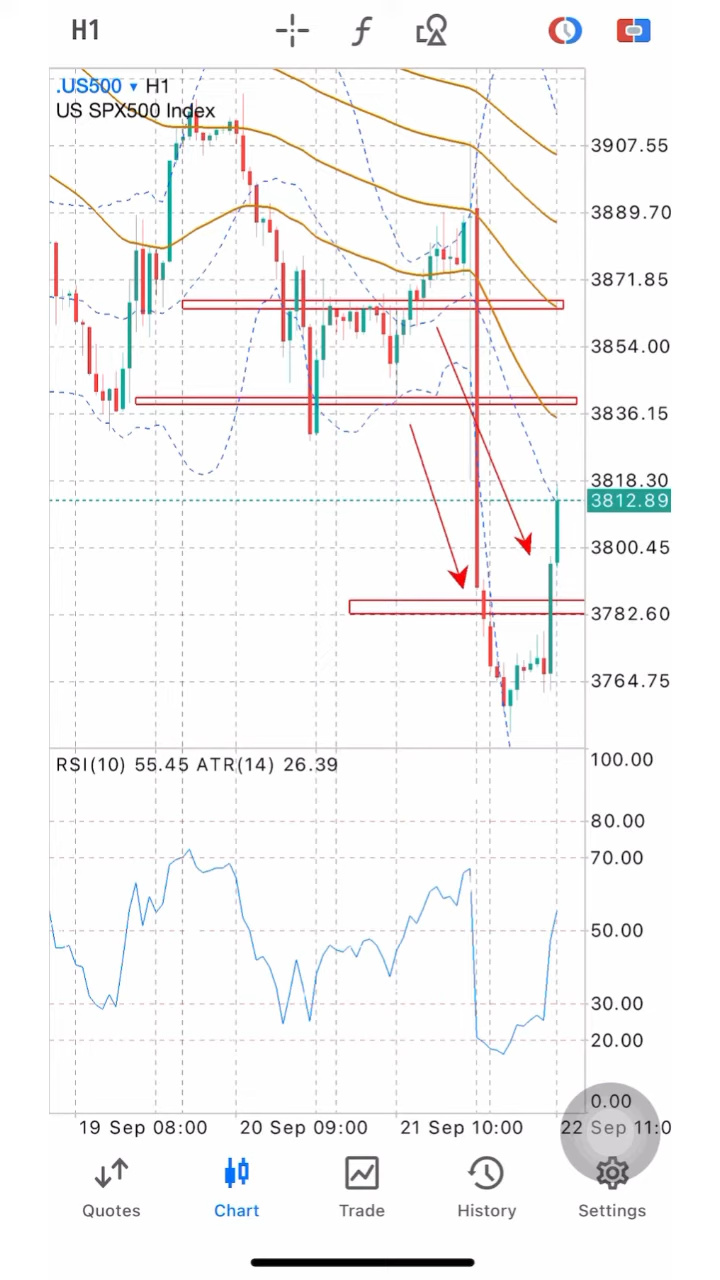 H1
.US500 ▾ H1
US SPX500 Index
3907.55
3889.70
3871.85
3854.00
3836.15
3818.30
3812.89
3800.45
3782.60
3764.75
RSI(10) 55.45 ATR(14) 26.39
100.00
80.00
70.00
50.00
30.00
20.00
0.00
19 Sep 08:00 20 Sep 09:00 21 Sep 10:00 22 Sep 11:0
Quotes Chart Trade History Settings